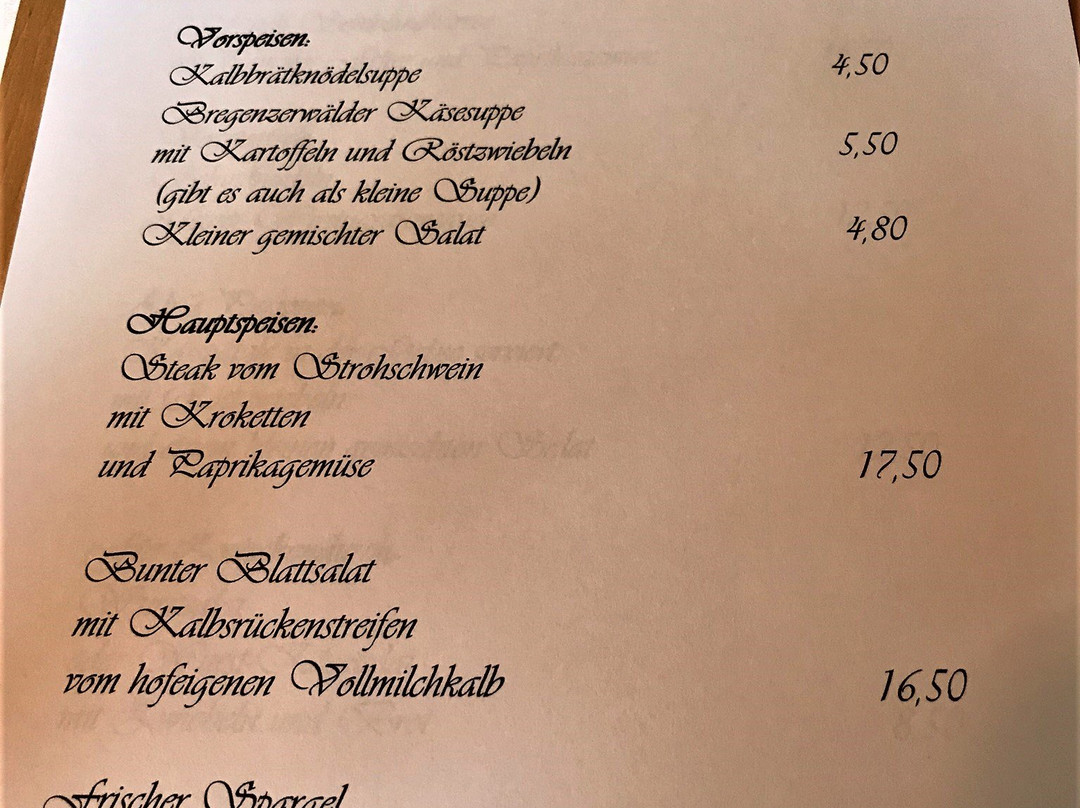 Vorspeisen:
Kalbbrätknödelsuppe 4,50
Bregenzerwälder Käsesuppe
mit Kartoffeln und Röstzwiebeln 5,50
(gibt es auch als kleine Suppe)
Kleiner gemischter Salat 4,80
Hauptspeisen:
Steak vom Strohschwein
mit Kroketten
und Paprikagemüse 17,50
Bunter Blattsalat
mit Kalbsrückenstreifen
vom hofeigenen Vollmilchkalb 16,50
Frischer Spargel